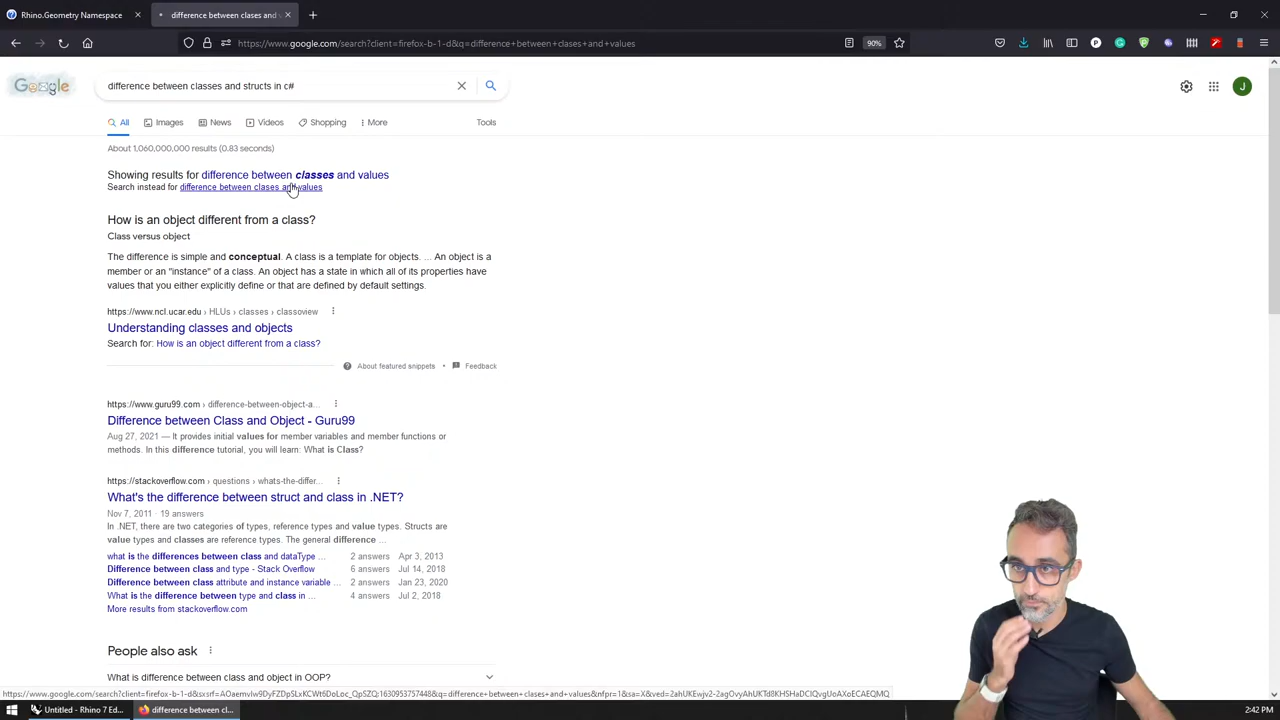 Rhino.Geometry Namespace
difference between clases and v
https://www.google.com/search?client=firefox-b-1-d&q=difference+between+clases+and+values
90%
Google
difference between classes and structs in c#
J
All
Images
News
Videos
Shopping
More
Tools
About 1,060,000,000 results (0.83 seconds)
Showing results for difference between classes and values
Search instead for difference between clases and values
How is an object different from a class?
Class versus object
The difference is simple and conceptual. A class is a template for objects. ... An object is a
member or an "instance" of a class. An object has a state in which all of its properties have
values that you either explicitly define or that are defined by default settings.
https://www.ncl.ucar.edu › HLUs › classes › classoview
Understanding classes and objects
Search for: How is an object different from a class?
About featured snippets • Feedback
https://www.guru99.com › difference-between-object-a...
Difference between Class and Object - Guru99
Aug 27, 2021 — It provides initial values for member variables and member functions or
methods. In this difference tutorial, you will learn: What is Class?
https://stackoverflow.com › questions › whats-the-differ...
What's the difference between struct and class in .NET?
Nov 7, 2011 · 19 answers
In .NET, there are two categories of types, reference types and value types. Structs are
value types and classes are reference types. The general difference ...
what is the differences between class and dataType ... 2 answers Apr 3, 2013
Difference between class and type - Stack Overflow 6 answers Jul 14, 2018
Difference between class attribute and instance variable ... 2 answers Jan 23, 2020
What is the difference between type and class in ... 4 answers Jul 2, 2018
More results from stackoverflow.com
People also ask
What is difference between class and object in OOP?
Untitled - Rhino 7 Ed...
difference between cl...
2:42 PM